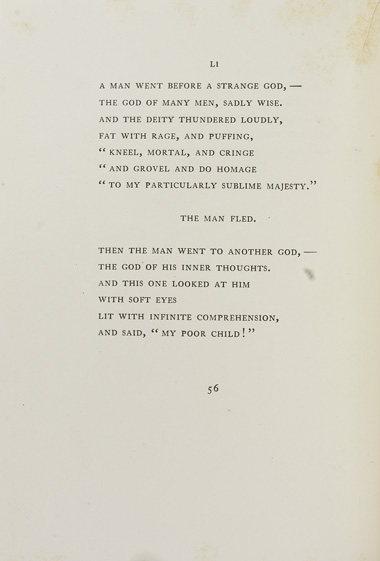 LI
A MAN WENT BEFORE A STRANGE GOD,—
THE GOD OF MANY MEN, SADLY WISE.
AND THE DEITY THUNDERED LOUDLY,
FAT WITH RAGE, AND PUFFING,
“ KNEEL, MORTAL, AND CRINGE
“ AND GROVEL AND DO HOMAGE
“ TO MY PARTICULARLY SUBLIME MAJESTY.”
THE MAN FLED.
THEN THE MAN WENT TO ANOTHER GOD,—
THE GOD OF HIS INNER THOUGHTS.
AND THIS ONE LOOKED AT HIM
WITH SOFT EYES
LIT WITH INFINITE COMPREHENSION,
AND SAID, “ MY POOR CHILD! ”
56